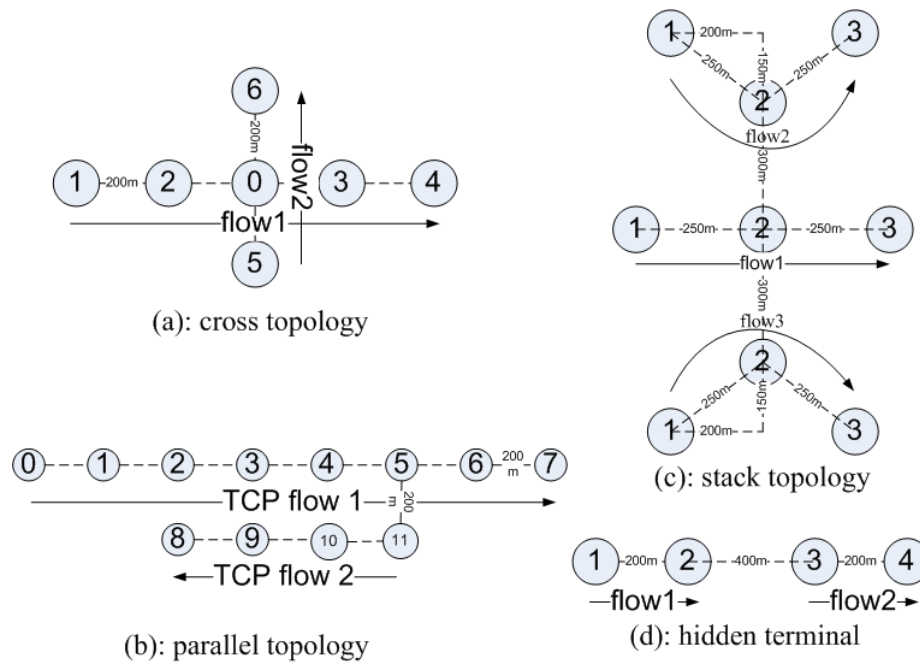 6
200m
1 200m 2 0 3 4
flow2
flow1
5
(a): cross topology
0 1 2 3 4 5 6 200 m 7
TCP flow 1
200 m
8 9 10 11
TCP flow 2
(b): parallel topology
1 200m 3
250m 150m 250m
2
flow2
300m
1 250m 2 250m 3
flow1
300m
flow3
2
250m 150m 250m
1 200m 3
(c): stack topology
1 200m 2 400m 3 200m 4
flow1 flow2
(d): hidden terminal